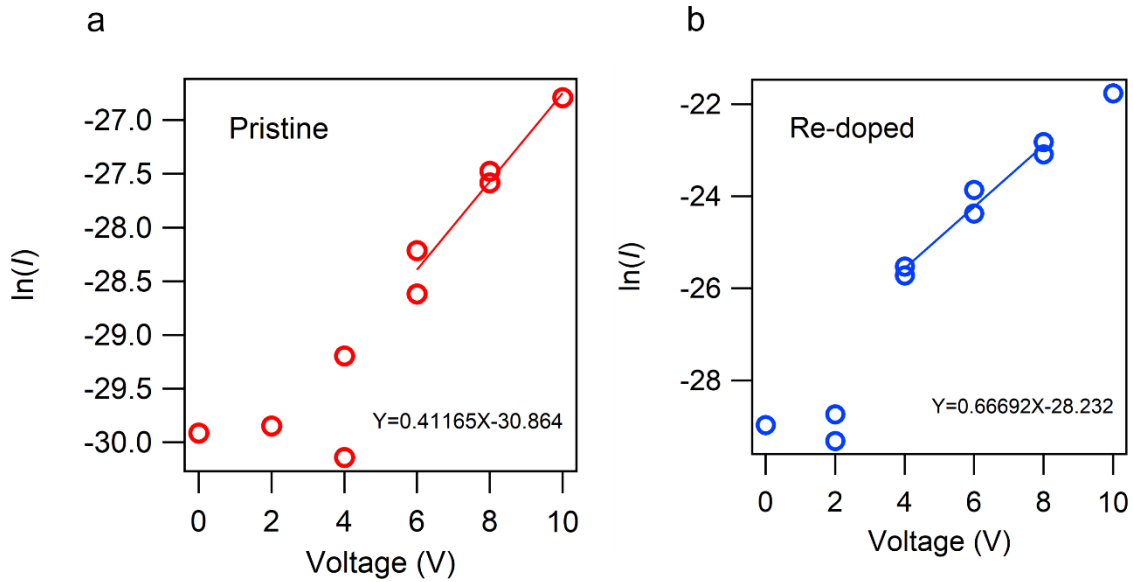 a
Pristine
-27.0
-27.5
-28.0
-28.5
-29.0
-29.5
-30.0
ln(I)
Y=0.41165X-30.864
0 2 4 6 8 10
Voltage (V)
b
Re-doped
-22
-24
-26
-28
ln(I)
Y=0.66692X-28.232
0 2 4 6 8 10
Voltage (V)